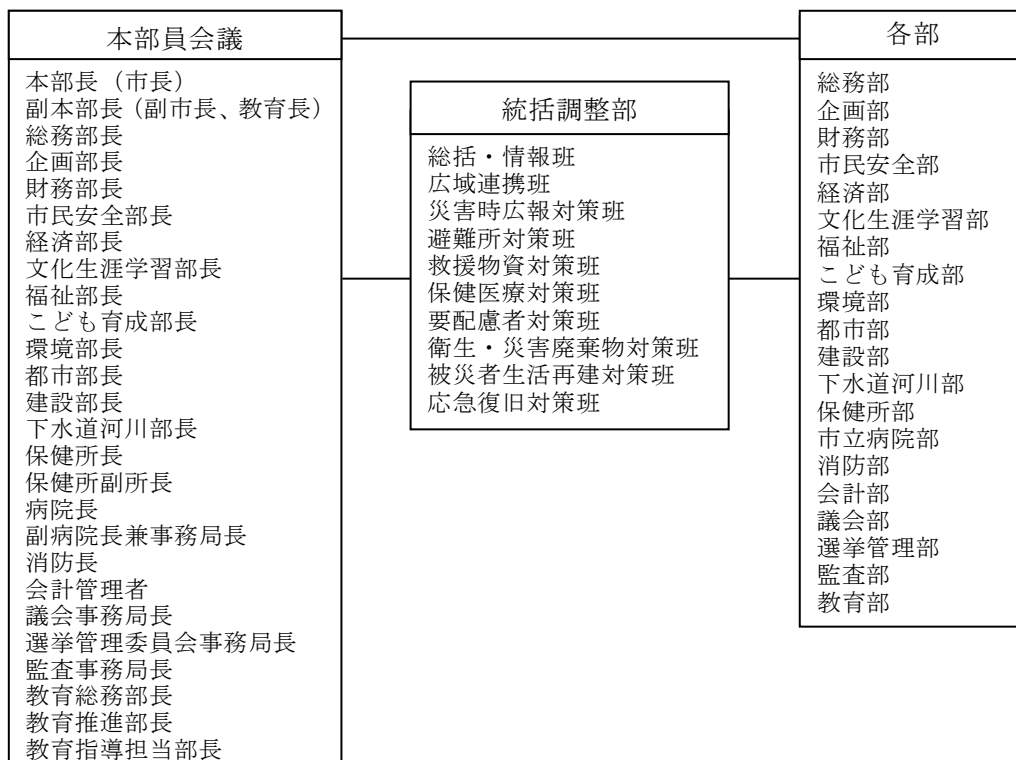 本部員会議
本部長（市長）
副本部長（副市長、教育長）
総務部長
企画部長
財務部長
市民安全部長
経済部長
文化生涯学習部長
福祉部長
こども育成部長
環境部長
都市部長
建設部長
下水道河川部長
保健所長
保健所副所長
病院長
副病院長兼事務局長
消防長
会計管理者
議会事務局長
選挙管理委員会事務局長
監査事務局長
教育総務部長
教育推進部長
教育指導担当部長
統括調整部
総括・情報班
広域連携班
災害時広報対策班
避難所対策班
救援物資対策班
保健医療対策班
要配慮者対策班
衛生・災害廃棄物対策班
被災者生活再建対策班
応急復旧対策班
各部
総務部
企画部
財務部
市民安全部
経済部
文化生涯学習部
福祉部
こども育成部
環境部
都市部
建設部
下水道河川部
保健所部
市立病院部
消防部
会計部
議会部
選挙管理部
監査部
教育部